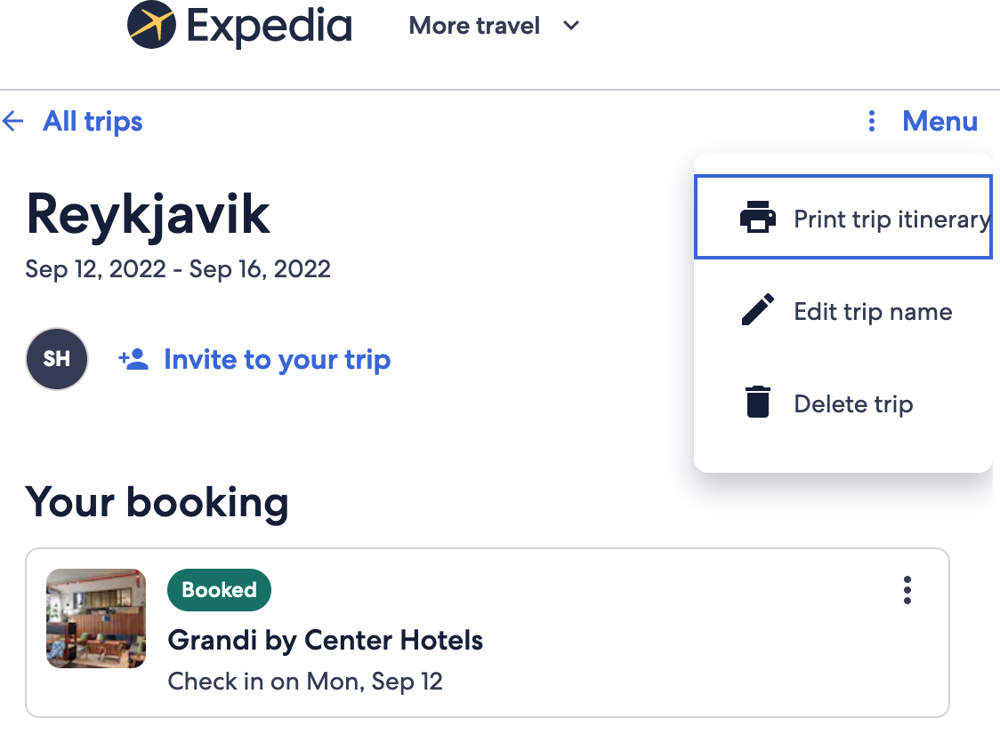 Expedia
More travel
All trips
Menu
Reykjavik
Print trip itinerary
Sep 12, 2022 - Sep 16, 2022
Edit trip name
SH
Invite to your trip
Delete trip
Your booking
Booked
Grandi by Center Hotels
Check in on Mon, Sep 12